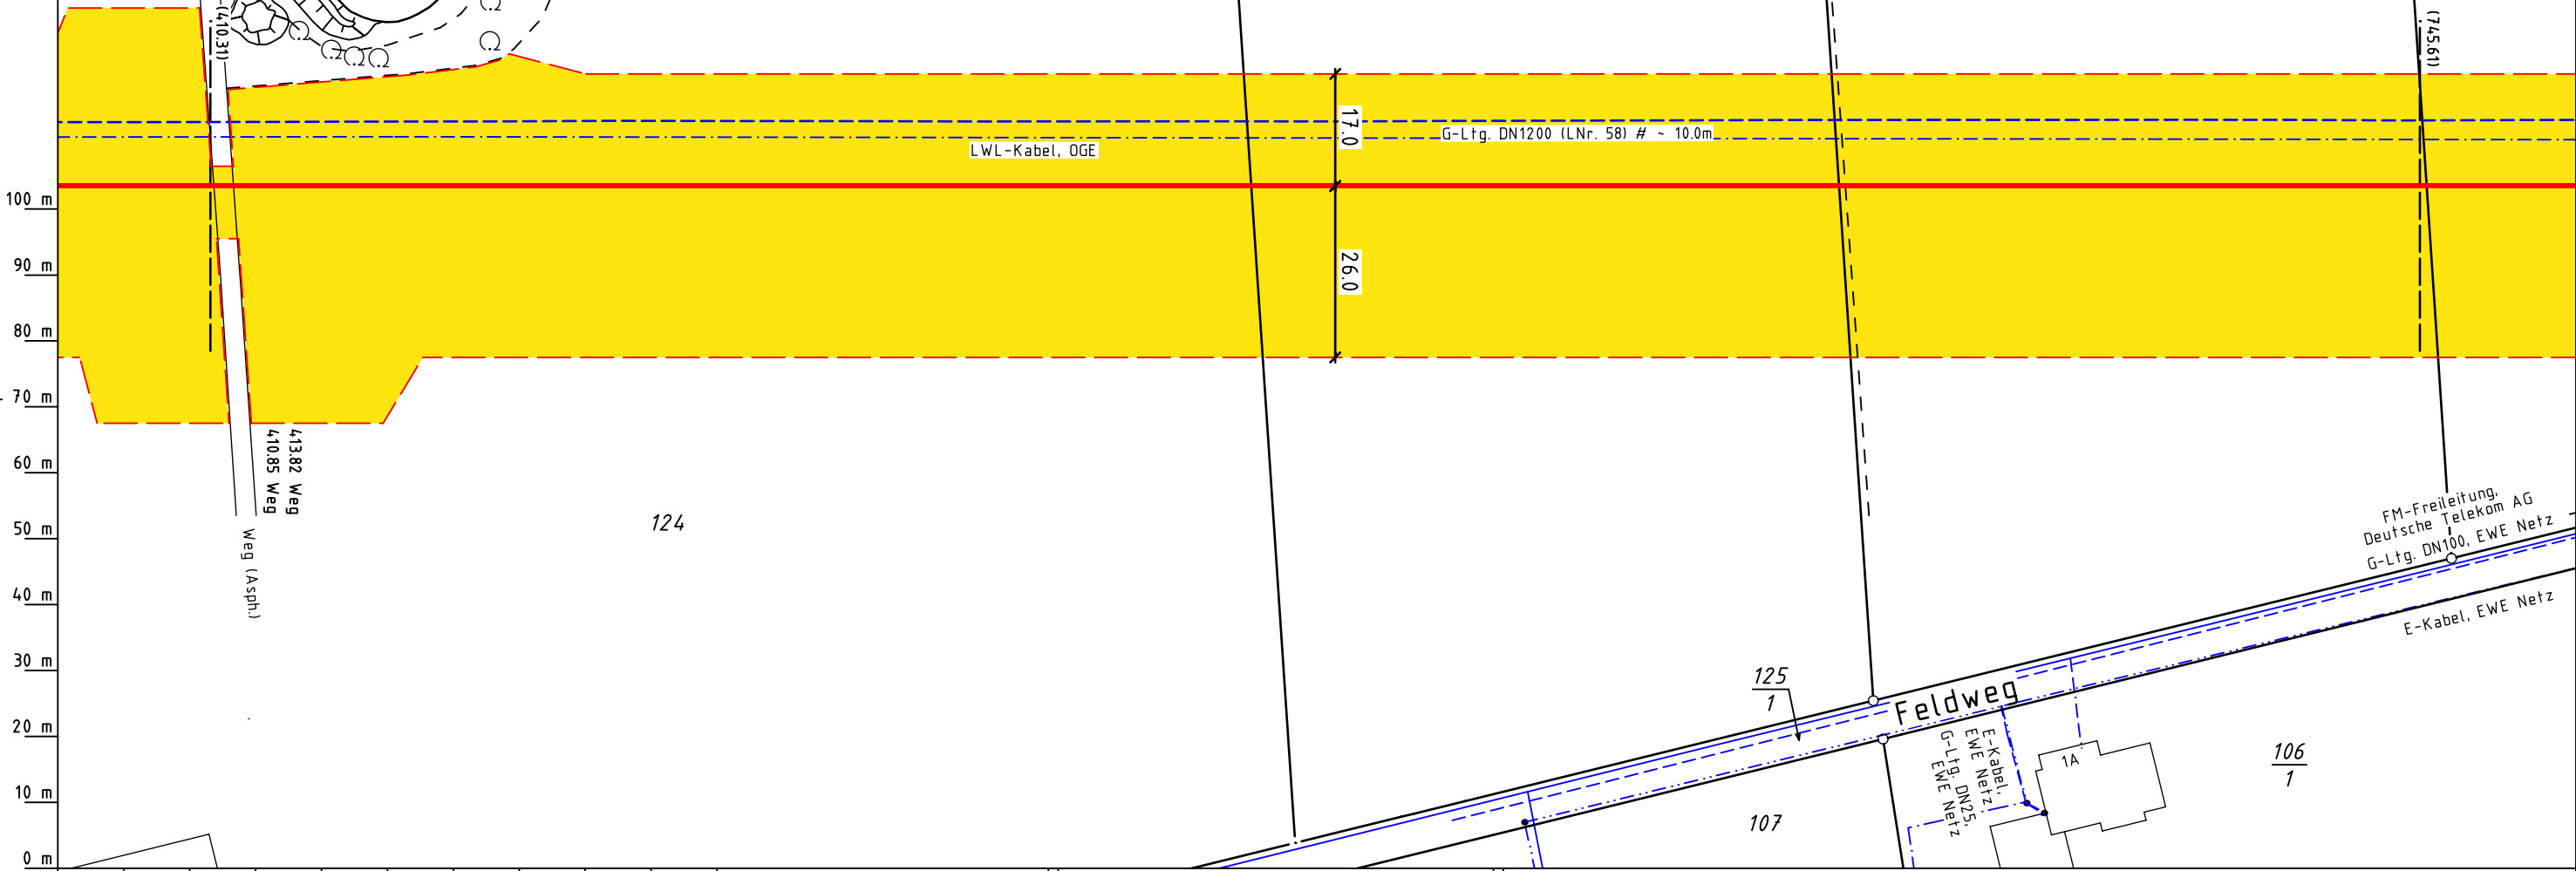 (410.31)
(745.61)
17.0
G-Ltg. DN1200 (LNr. 58) # ~ 10.0m
LWL-Kabel, OGE
100 m
90 m
26.0
80 m
70 m
60 m
50 m
40 m
30 m
20 m
10 m
0 m
413.82 Weg
410.85 Weg
Weg (Asph.)
124
FM-Freileitung,
Deutsche Telekom AG
G-Ltg. DN100, EWE Netz
E-Kabel, EWE Netz
125
1
Feldweg
E-Kabel,
EWE Netz
G-Ltg. DN25,
EWE Netz
1A
106
1
107